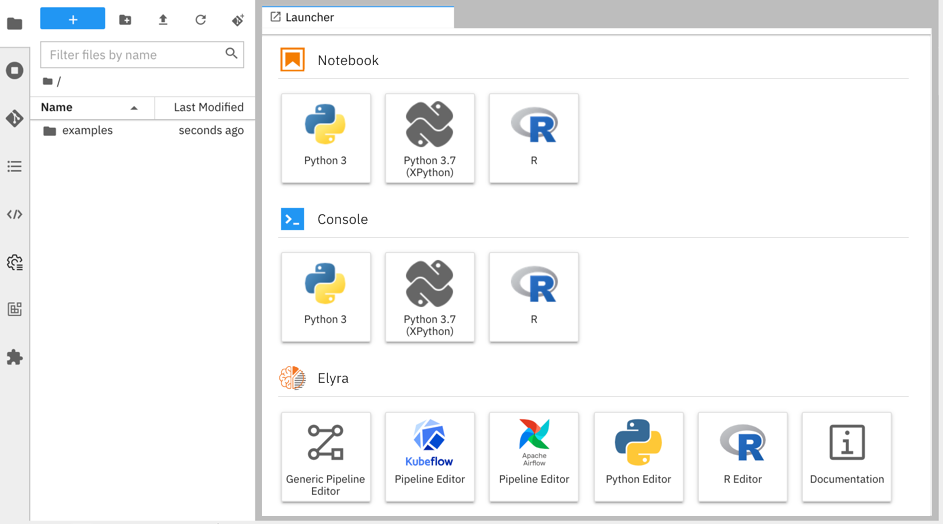 +
Filter files by name
/
Name
Last Modified
examples
seconds ago
Launcher
Notebook
Python 3
Python 3.7
(XPython)
R
Console
Python 3
Python 3.7
(XPython)
R
Elyra
Generic Pipeline
Editor
Kubeflow
Pipeline Editor
Apache
Airflow
Pipeline Editor
Python Editor
R Editor
Documentation